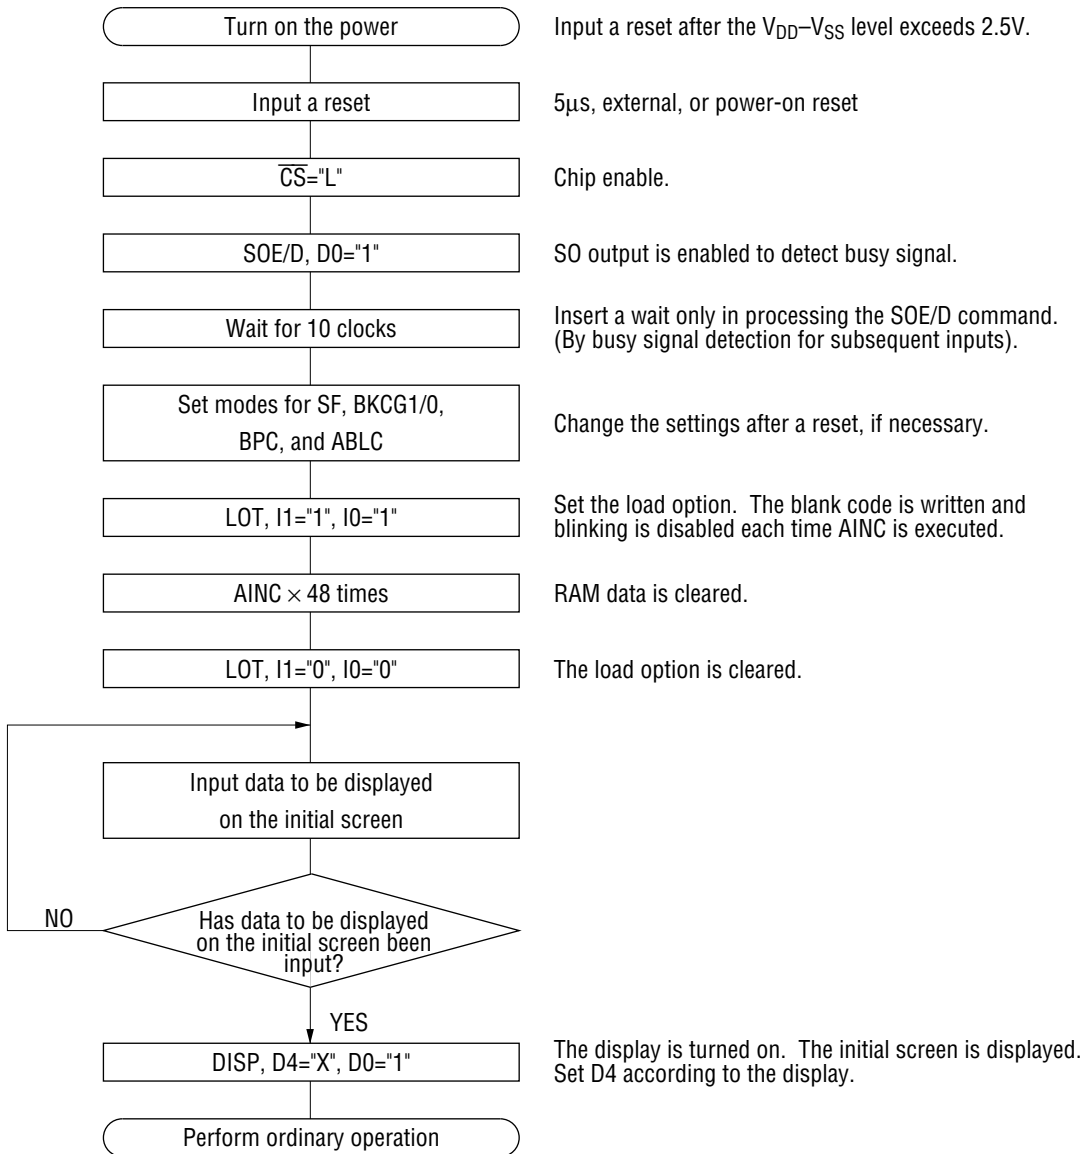 Turn on the power
Input a reset after the VDD–VSS level exceeds 2.5V.
Input a reset
5μs, external, or power-on reset
C̅S̅="L"
Chip enable.
SOE/D, D0="1"
SO output is enabled to detect busy signal.
Wait for 10 clocks
Insert a wait only in processing the SOE/D command.
(By busy signal detection for subsequent inputs).
Set modes for SF, BKCG1/0,
BPC, and ABLC
Change the settings after a reset, if necessary.
LOT, I1="1", I0="1"
Set the load option. The blank code is written and
blinking is disabled each time AINC is executed.
AINC × 48 times
RAM data is cleared.
LOT, I1="0", I0="0"
The load option is cleared.
Input data to be displayed
on the initial screen
NO
Has data to be displayed
on the initial screen been
input?
YES
DISP, D4="X", D0="1"
The display is turned on. The initial screen is displayed.
Set D4 according to the display.
Perform ordinary operation